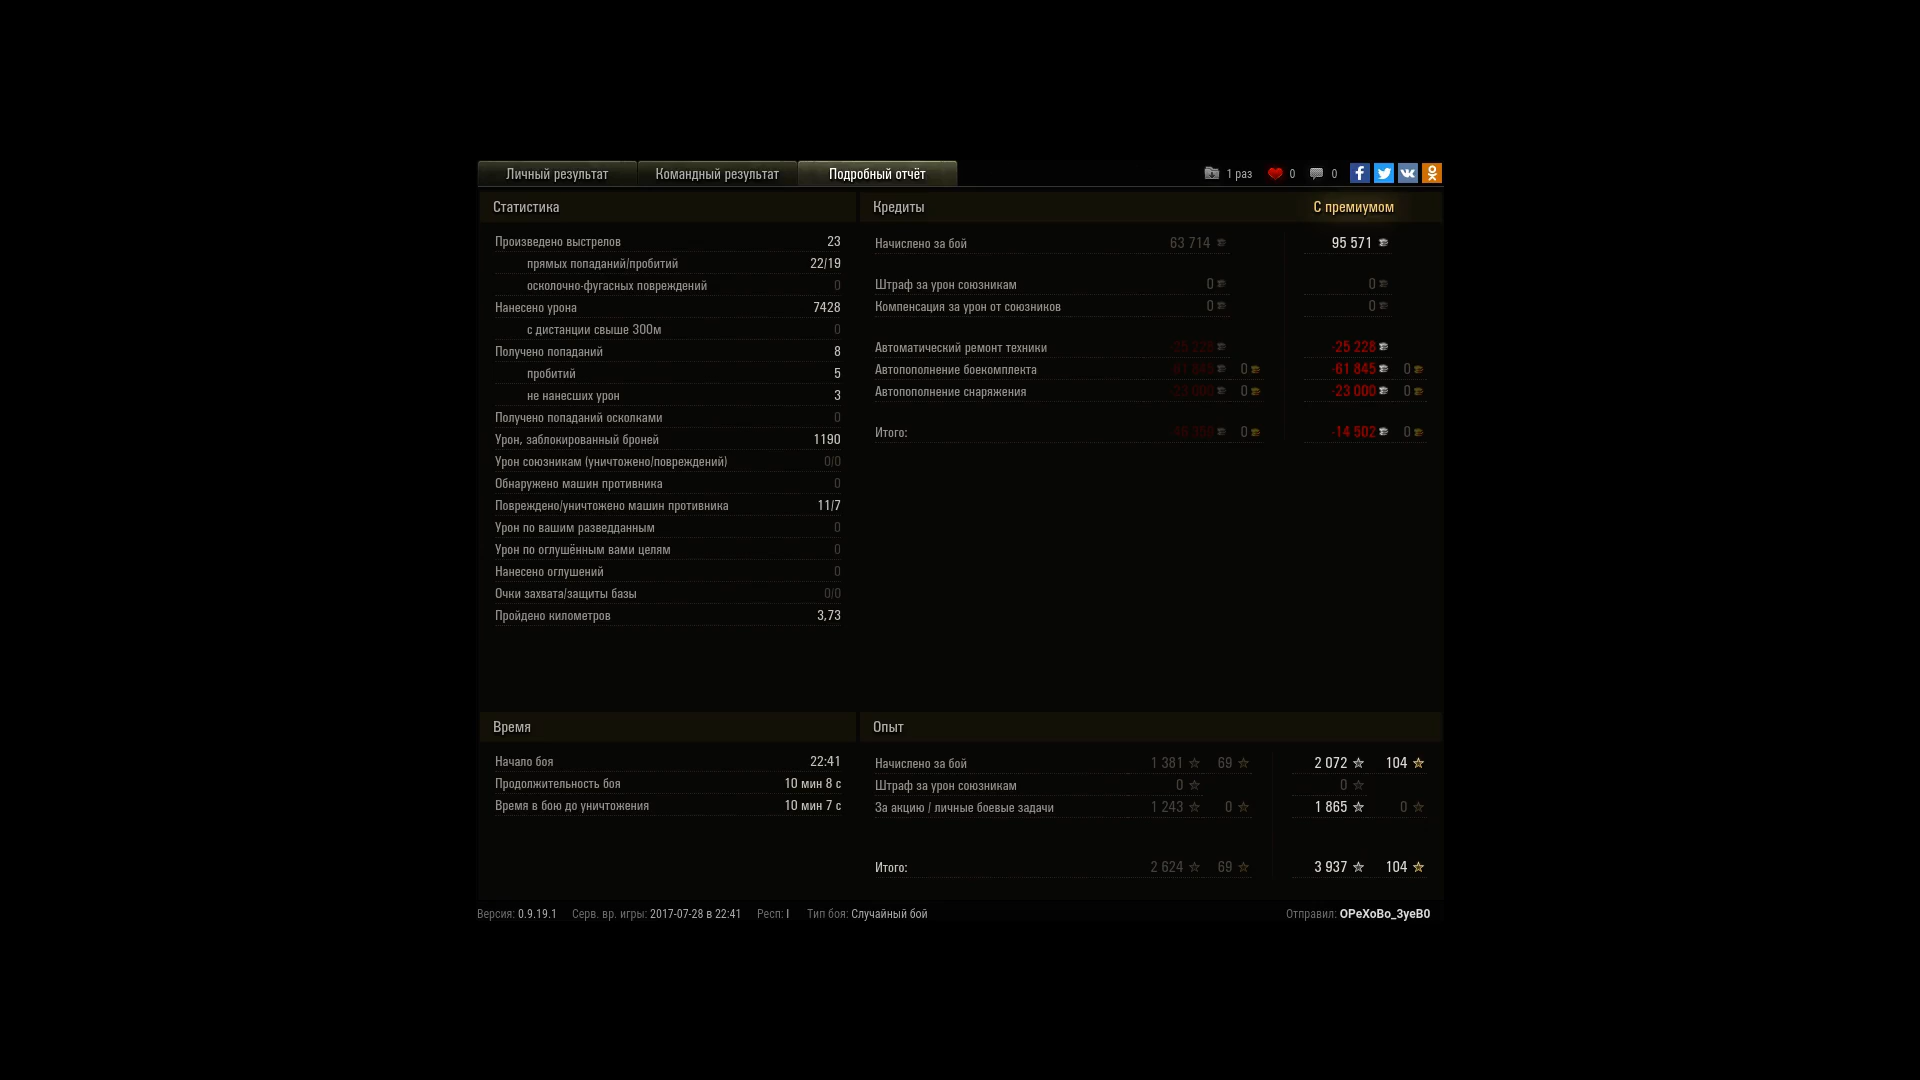 Личный результат Командный результат Подробный отчёт 1 раз 0 0
Статистика
Произведено выстрелов 23
прямых попаданий/пробитий 22/19
осколочно-фугасных повреждений 0
Нанесено урона 7428
с дистанции свыше 300м 0
Получено попаданий 8
пробитий 5
не нанесших урон 3
Получено попаданий осколками 0
Урон, заблокированный броней 1190
Урон союзникам (уничтожено/повреждений) 0/0
Обнаружено машин противника 0
Повреждено/уничтожено машин противника 11/7
Урон по вашим разведданным 0
Урон по оглушённым вами целям 0
Нанесено оглушений 0
Очки захвата/защиты базы 0/0
Пройдено километров 3,73
Кредиты С премиумом
Начислено за бой 63 714 95 571
Штраф за урон союзникам 0 0
Компенсация за урон от союзников 0 0
Автоматический ремонт техники -25 228 -25 228
Автопополнение боекомплекта -61 845 0 -61 845 0
Автопополнение снаряжения -23 000 0 -23 000 0
Итого: -46 359 0 -14 502 0
Время
Начало боя 22:41
Продолжительность боя 10 мин 8 с
Время в бою до уничтожения 10 мин 7 с
Опыт
Начислено за бой 1 381 69 2 072 104
Штраф за урон союзникам 0 0
За акцию / личные боевые задачи 1 243 0 1 865 0
Итого: 2 624 69 3 937 104
Версия: 0.9.19.1 Серв. вр. игры: 2017-07-28 в 22:41 Респ: I Тип боя: Случайный бой Отправил: OPeXoBo_3yeB0